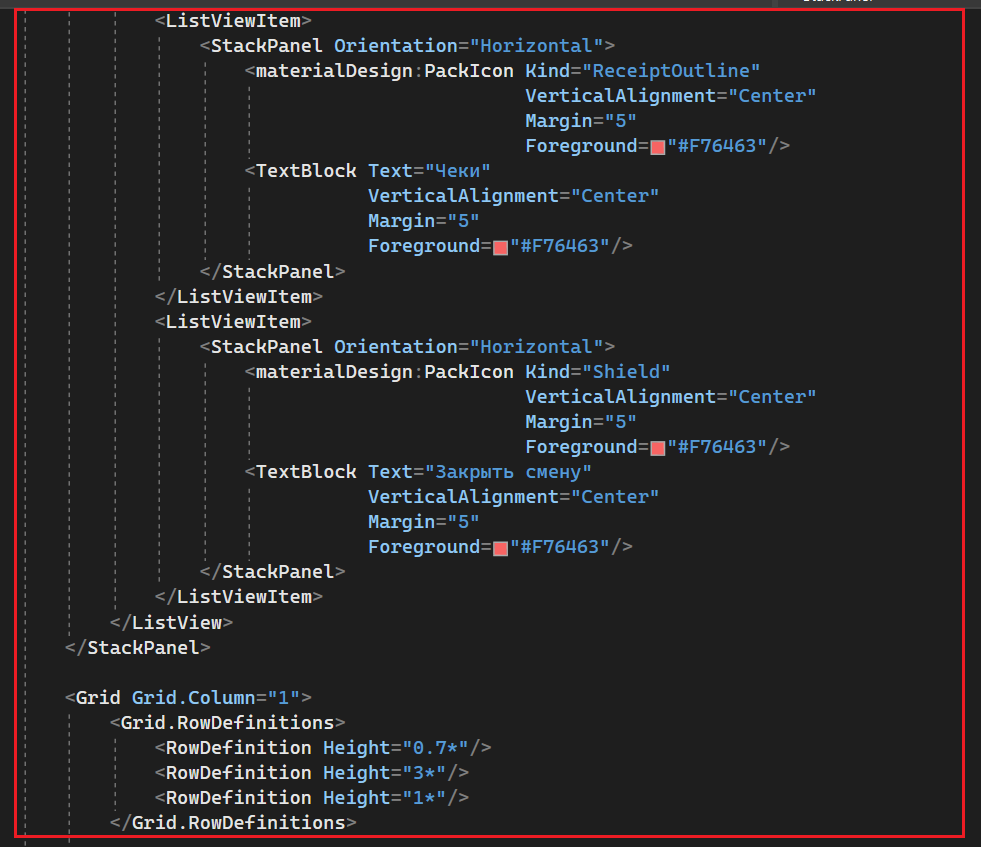 <ListViewItem>
<StackPanel Orientation="Horizontal">
<materialDesign:PackIcon Kind="ReceiptOutline"
VerticalAlignment="Center"
Margin="5"
Foreground="#F76463"/>
<TextBlock Text="Чеки"
VerticalAlignment="Center"
Margin="5"
Foreground="#F76463"/>
</StackPanel>
</ListViewItem>
<ListViewItem>
<StackPanel Orientation="Horizontal">
<materialDesign:PackIcon Kind="Shield"
VerticalAlignment="Center"
Margin="5"
Foreground="#F76463"/>
<TextBlock Text="Закрыть смену"
VerticalAlignment="Center"
Margin="5"
Foreground="#F76463"/>
</StackPanel>
</ListViewItem>
</ListView>
</StackPanel>
<Grid Grid.Column="1">
<Grid.RowDefinitions>
<RowDefinition Height="0.7*"/>
<RowDefinition Height="3*"/>
<RowDefinition Height="1*"/>
</Grid.RowDefinitions>